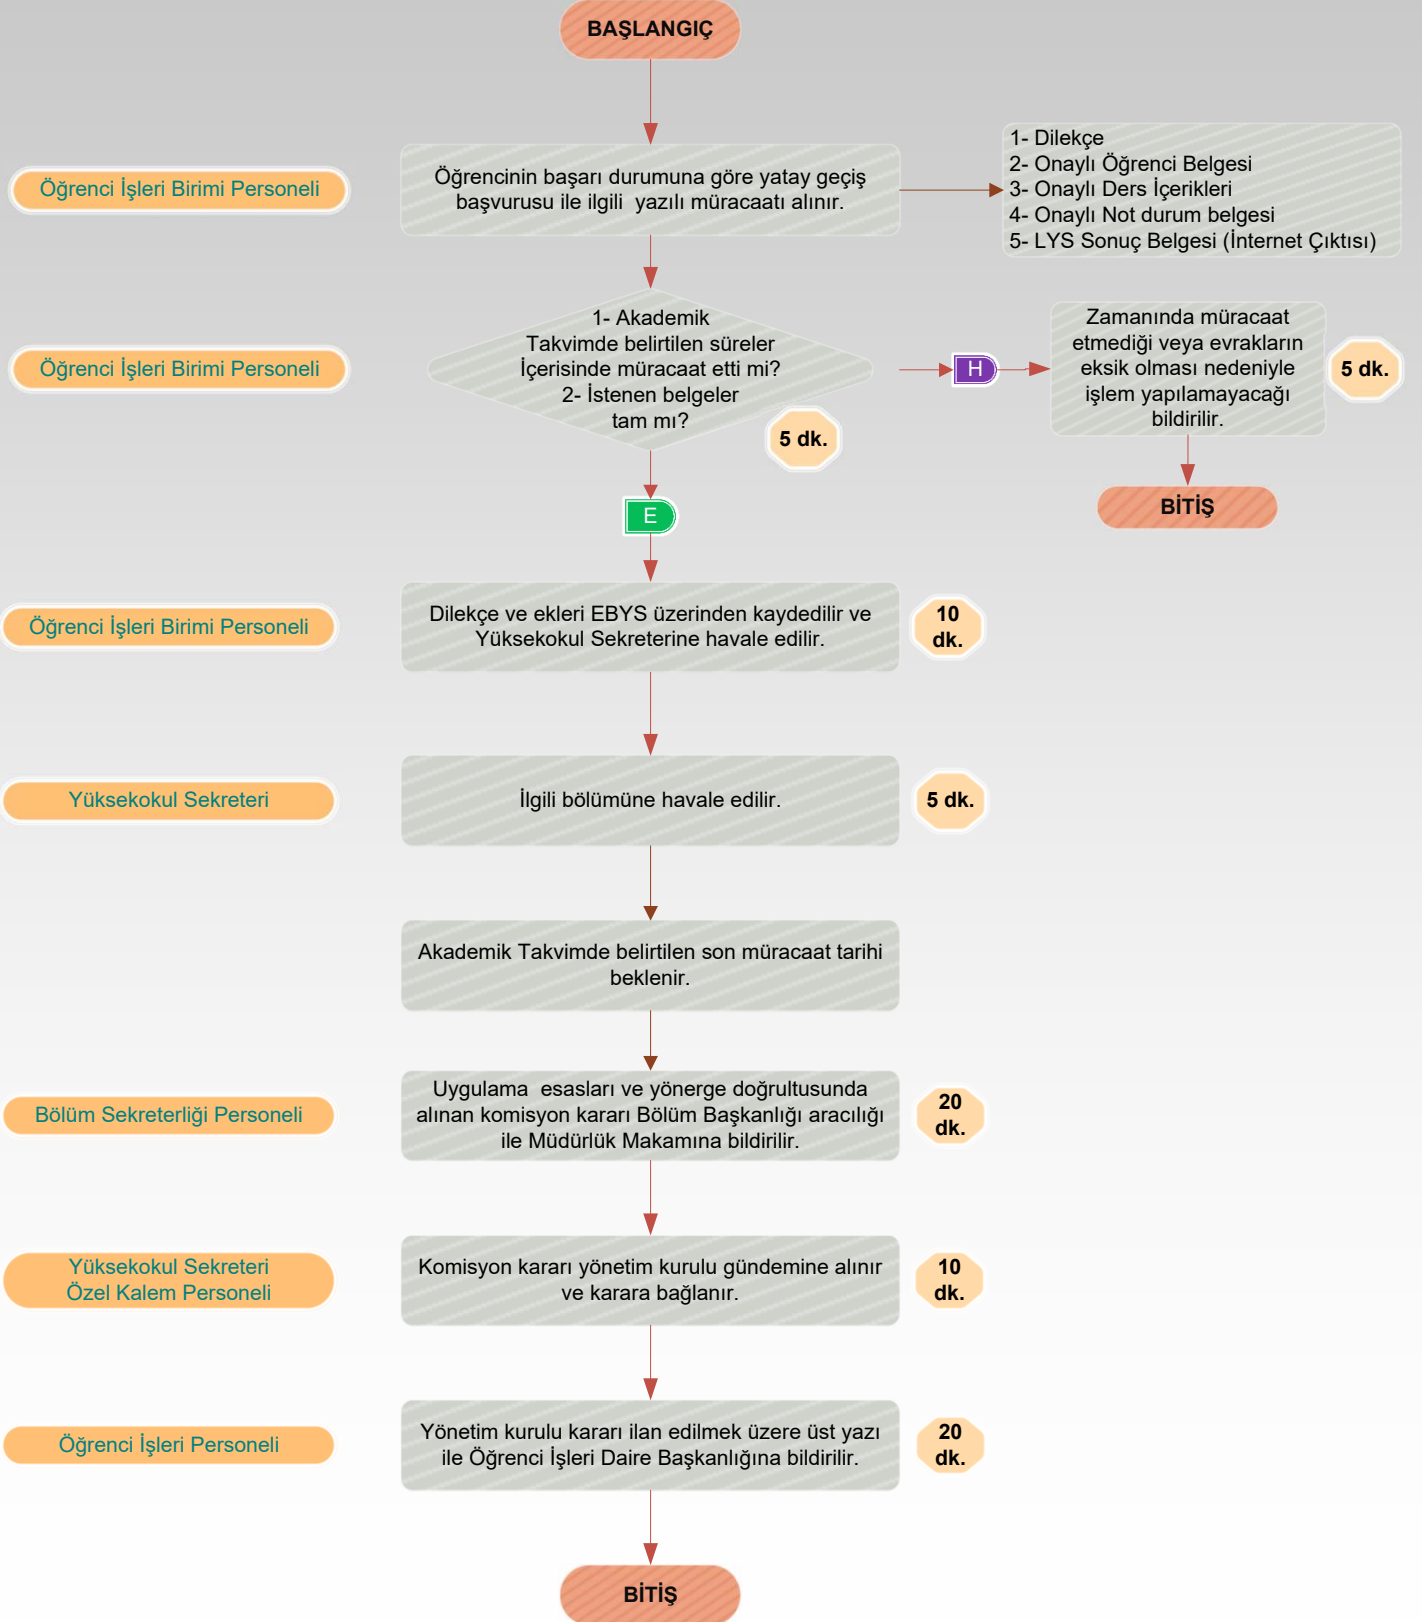 BAŞLANGIÇ
Öğrenci İşleri Birimi Personeli
Öğrencinin başarı durumuna göre yatay geçiş
başvurusu ile ilgili  yazılı müracaatı alınır.
1- Dilekçe
2- Onaylı Öğrenci Belgesi
3- Onaylı Ders İçerikleri
4- Onaylı Not durum belgesi
5- LYS Sonuç Belgesi (İnternet Çıktısı)
Öğrenci İşleri Birimi Personeli
1- Akademik
Takvimde belirtilen süreler
İçerisinde müracaat etti mi?
2- İstenen belgeler
tam mı?
5 dk.
H
Zamanında müracaat
etmediği veya evrakların
eksik olması nedeniyle
işlem yapılamayacağı
bildirilir.
5 dk.
BİTİŞ
E
Öğrenci İşleri Birimi Personeli
Dilekçe ve ekleri EBYS üzerinden kaydedilir ve
Yüksekokul Sekreterine havale edilir.
10
dk.
Yüksekokul Sekreteri
İlgili bölümüne havale edilir.
5 dk.
Akademik Takvimde belirtilen son müracaat tarihi
beklenir.
Bölüm Sekreterliği Personeli
Uygulama  esasları ve yönerge doğrultusunda
alınan komisyon kararı Bölüm Başkanlığı aracılığı
ile Müdürlük Makamına bildirilir.
20
dk.
Yüksekokul Sekreteri
Özel Kalem Personeli
Komisyon kararı yönetim kurulu gündemine alınır
ve karara bağlanır.
10
dk.
Öğrenci İşleri Personeli
Yönetim kurulu kararı ilan edilmek üzere üst yazı
ile Öğrenci İşleri Daire Başkanlığına bildirilir.
20
dk.
BİTİŞ